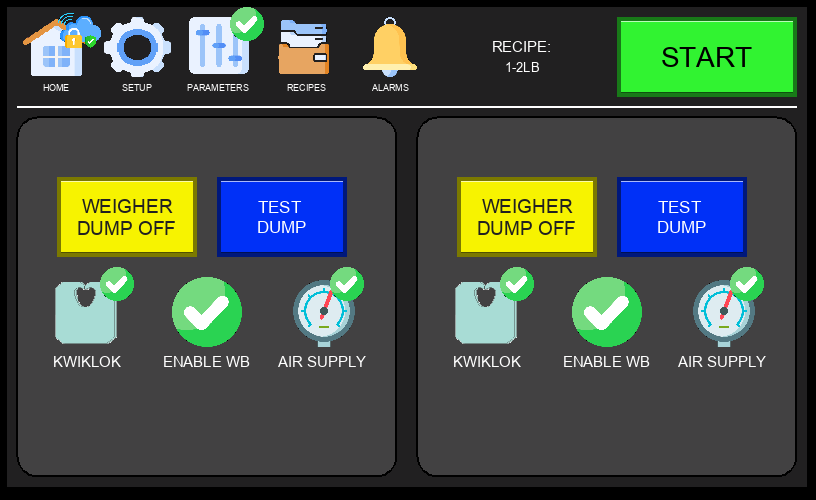 RECIPE:
1-2LB
START
HOME
SETUP
PARAMETERS
RECIPES
ALARMS
WEIGHER
DUMP OFF
TEST
DUMP
KWIKLOK
ENABLE WB
AIR SUPPLY
WEIGHER
DUMP OFF
TEST
DUMP
KWIKLOK
ENABLE WB
AIR SUPPLY